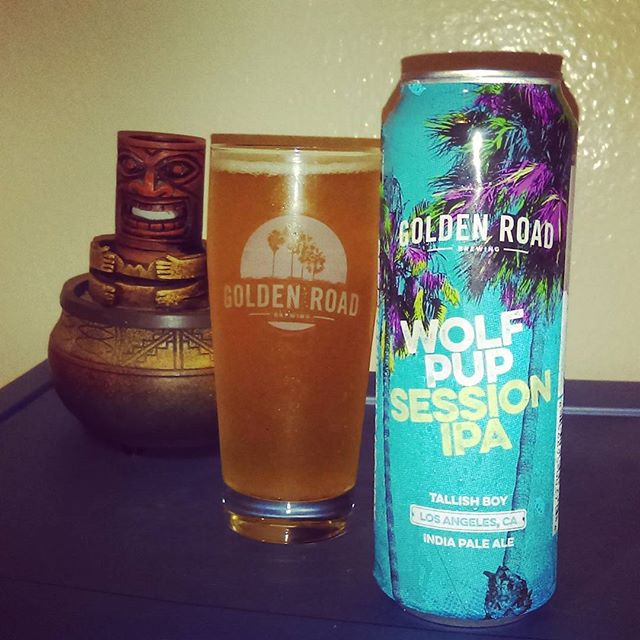 GOLDEN ROAD
BREWING
GOLDEN ROAD
BREWING
WOLF
PUP
SESSION
IPA
TALLISH BOY
LOS ANGELES, CA
INDIA PALE ALE